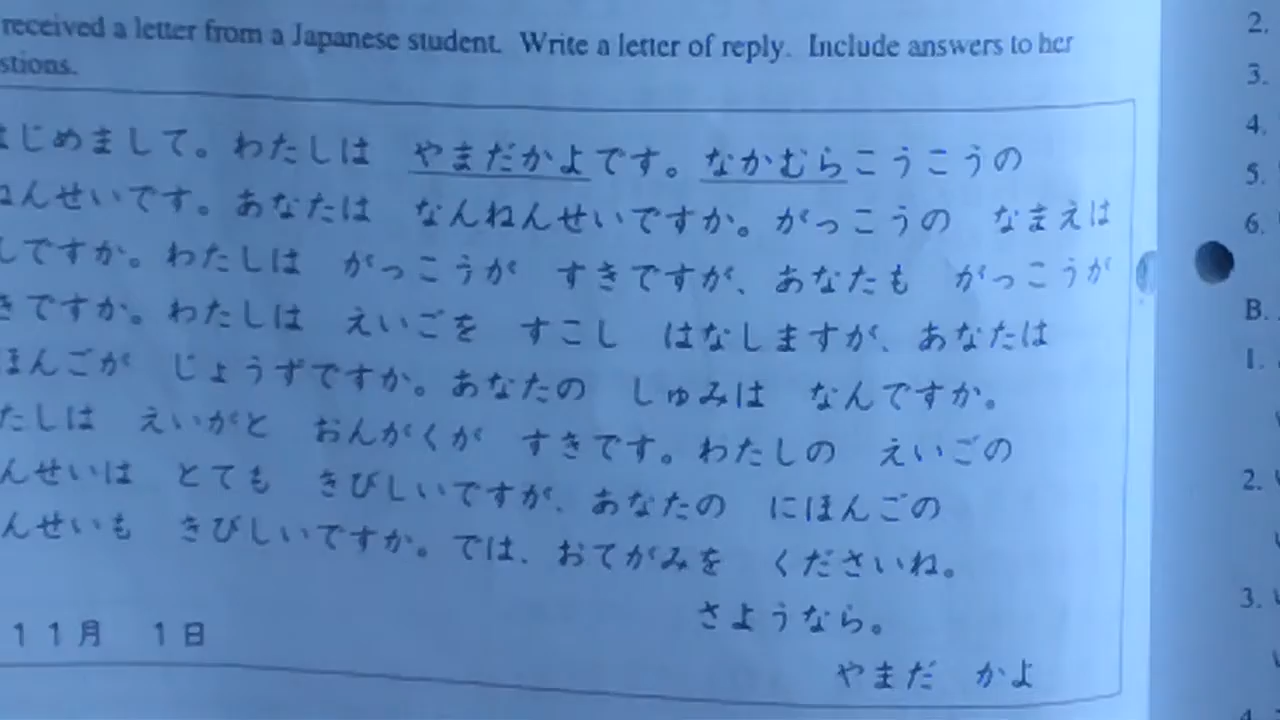 received a letter from a Japanese student. Write a letter of reply. Include answers to her
stions.
はじめまして。わたしは やまだかよです。なかむらこうこうの
ねんせいです。あなたは なんねんせいですか。がっこうの なまえは
しですか。わたしは がっこうが すきですが、あなたも がっこうが
きですか。わたしは えいごを すこし はなしますが、あなたは
ほんごが じょうずですか。あなたの しゅみは なんですか。
たしは えいがと おんがくが すきです。わたしの えいごの
んせいは とても きびしいですが、あなたの にほんごの
んせいも きびしいですか。では、おてがみを くださいね。
さようなら。
11月 1日
やまだ かよ
2.
3.
4.
5.
6.
B.
1.
2.
3.
4.